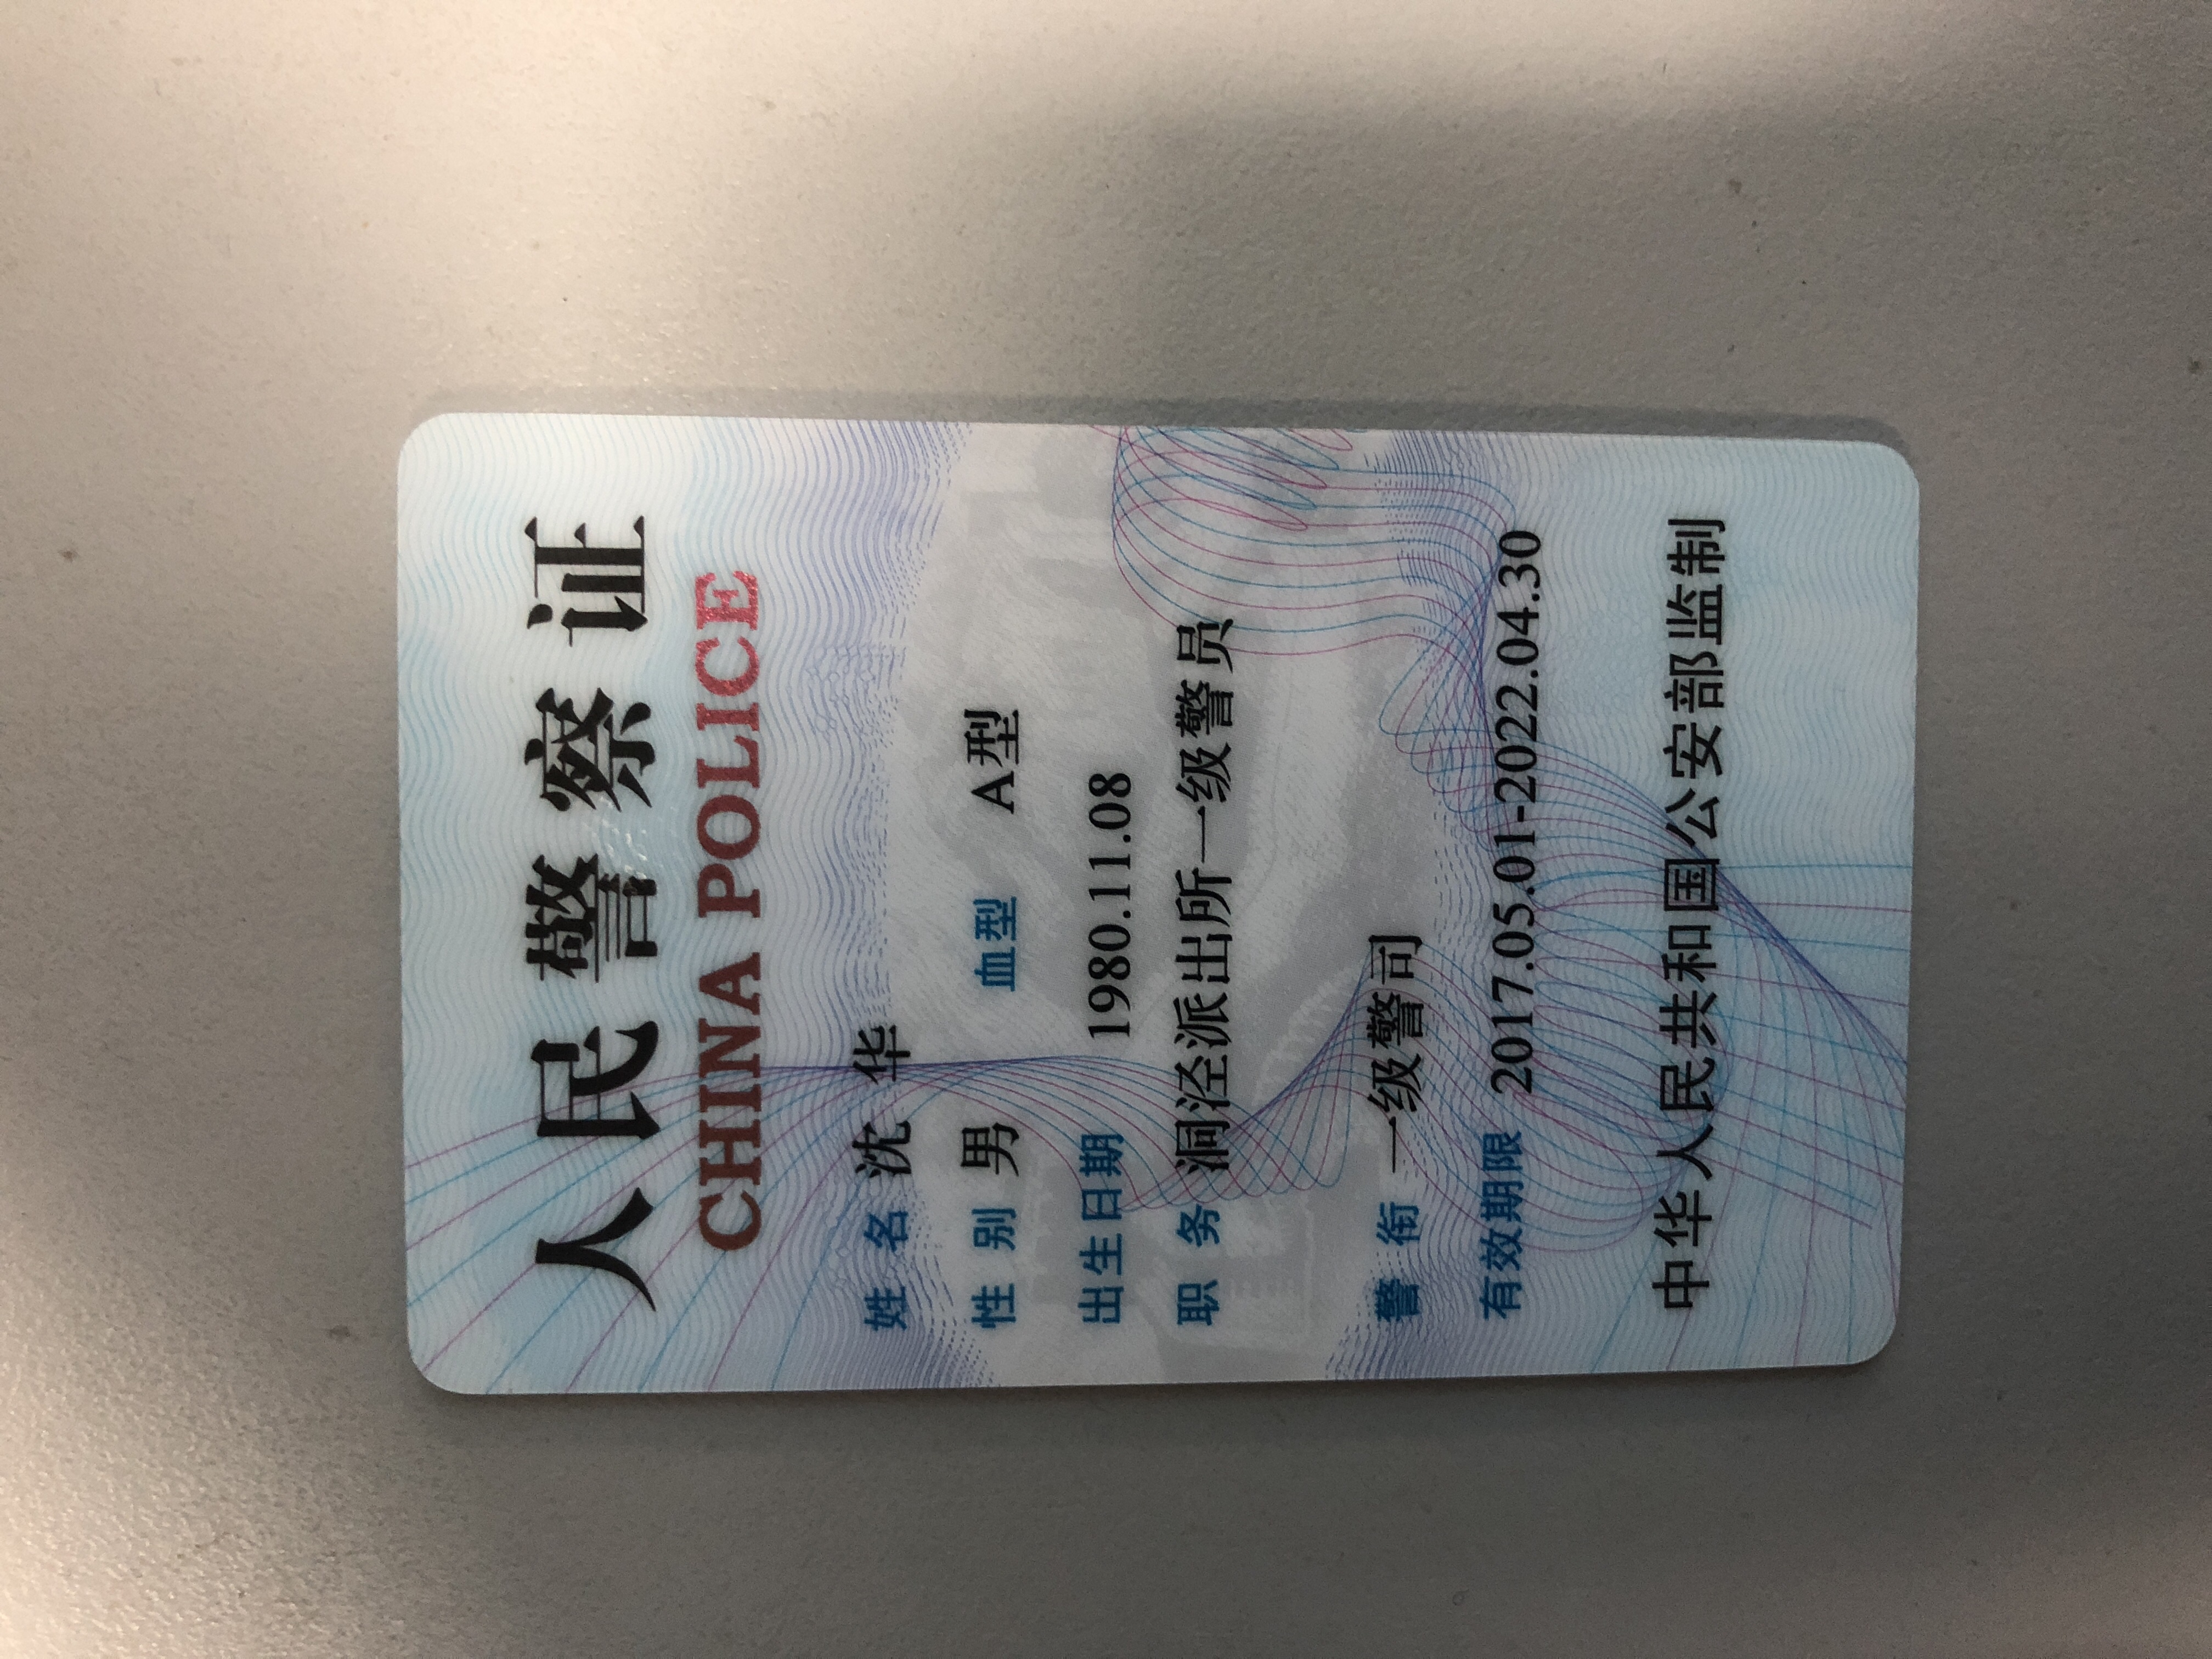 人民警察证
CHINA POLICE
姓 名 沈 华
性 别 男 血型 A型
出生日期 1980.11.08
职 务 洞泾派出所一级警员
警 衔 一级警司
有效期限 2017.05.01-2022.04.30
中华人民共和国公安部监制